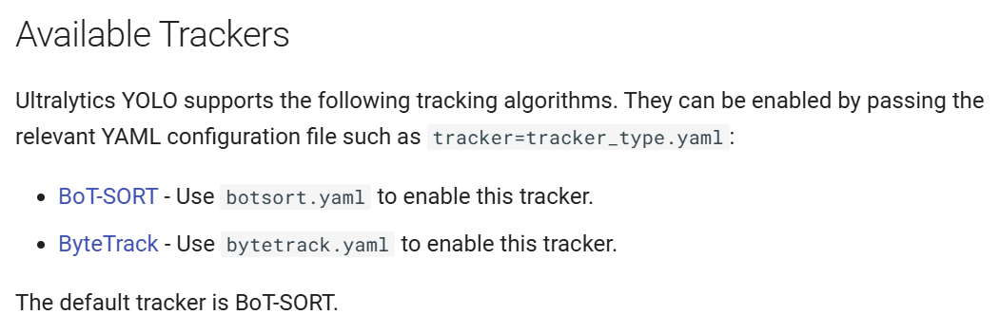 Available Trackers
Ultralytics YOLO supports the following tracking algorithms. They can be enabled by passing the
relevant YAML configuration file such as tracker=tracker_type.yaml:
• BoT-SORT - Use botsort.yaml to enable this tracker.
• ByteTrack - Use bytetrack.yaml to enable this tracker.
The default tracker is BoT-SORT.